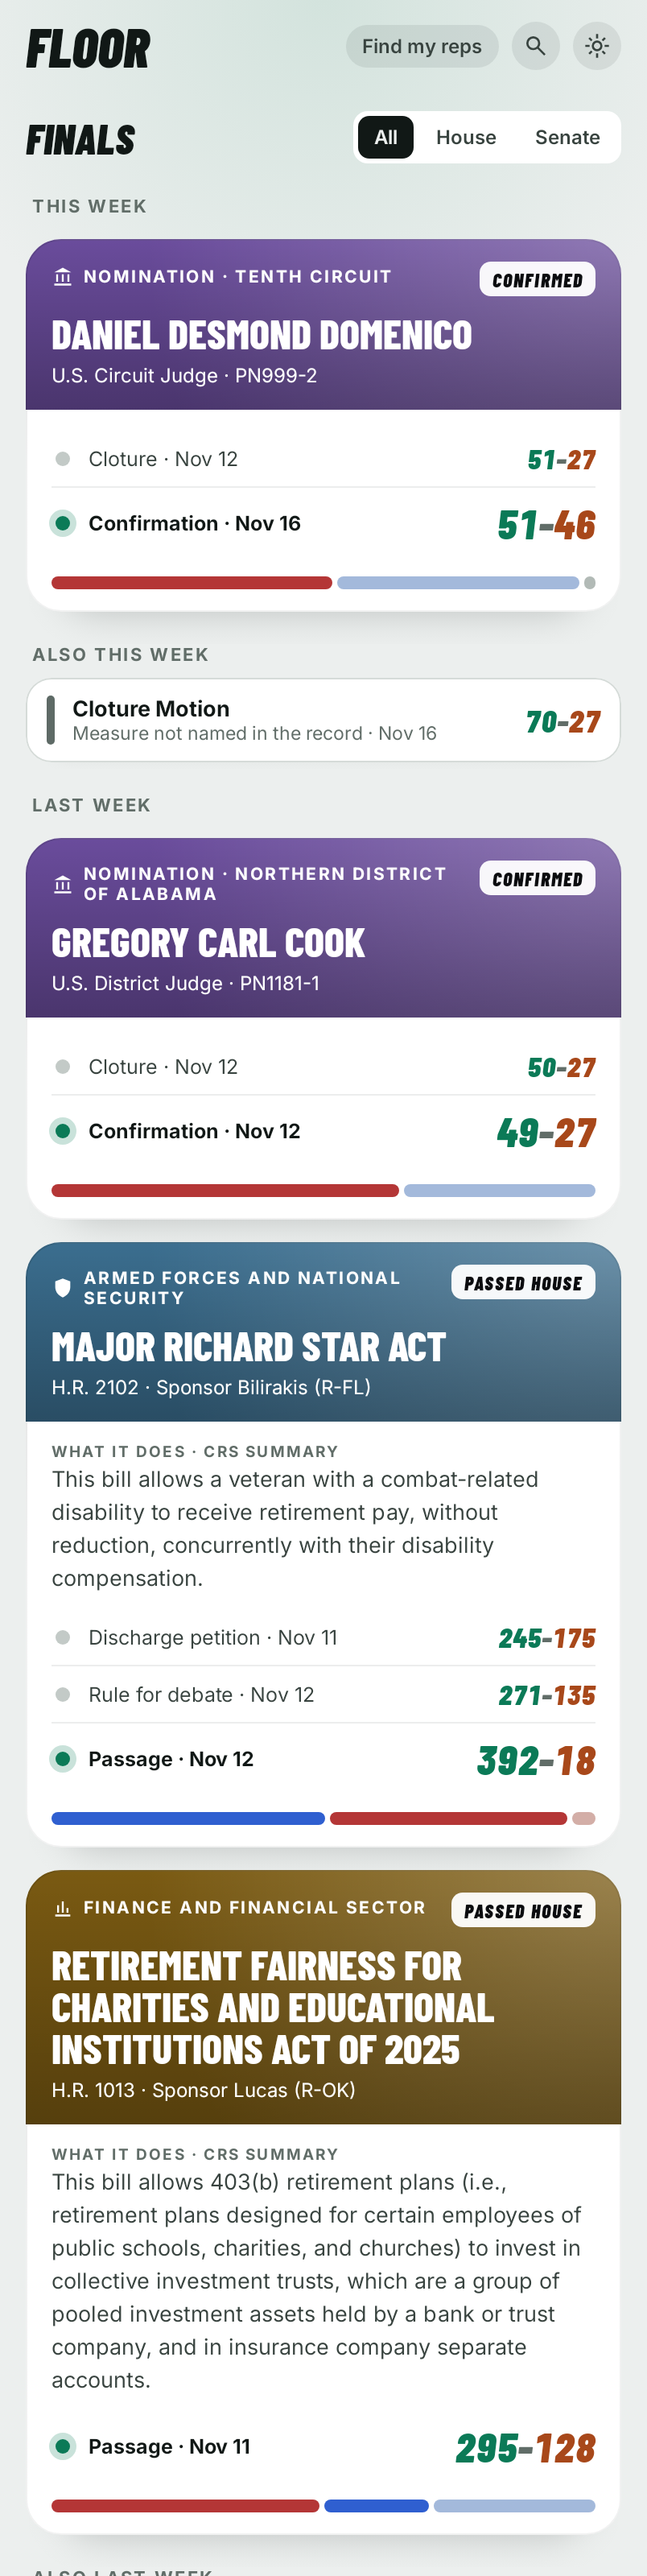 FLOOR
Find my reps
FINALS
All
House
Senate
THIS WEEK
NOMINATION · TENTH CIRCUIT
CONFIRMED
DANIEL DESMOND DOMENICO
U.S. Circuit Judge · PN999-2
Cloture · Nov 12
51–27
Confirmation · Nov 16
51–46
ALSO THIS WEEK
Cloture Motion
Measure not named in the record · Nov 16
70–27
LAST WEEK
NOMINATION · NORTHERN DISTRICT
OF ALABAMA
CONFIRMED
GREGORY CARL COOK
U.S. District Judge · PN1181-1
Cloture · Nov 12
50–27
Confirmation · Nov 12
49–27
ARMED FORCES AND NATIONAL
SECURITY
PASSED HOUSE
MAJOR RICHARD STAR ACT
H.R. 2102 · Sponsor Bilirakis (R-FL)
WHAT IT DOES · CRS SUMMARY
This bill allows a veteran with a combat-related
disability to receive retirement pay, without
reduction, concurrently with their disability
compensation.
Discharge petition · Nov 11
245–175
Rule for debate · Nov 12
271–135
Passage · Nov 12
392–18
FINANCE AND FINANCIAL SECTOR
PASSED HOUSE
RETIREMENT FAIRNESS FOR
CHARITIES AND EDUCATIONAL
INSTITUTIONS ACT OF 2025
H.R. 1013 · Sponsor Lucas (R-OK)
WHAT IT DOES · CRS SUMMARY
This bill allows 403(b) retirement plans (i.e.,
retirement plans designed for certain employees of
public schools, charities, and churches) to invest in
collective investment trusts, which are a group of
pooled investment assets held by a bank or trust
company, and in insurance company separate
accounts.
Passage · Nov 11
295–128
ALSO LAST WEEK